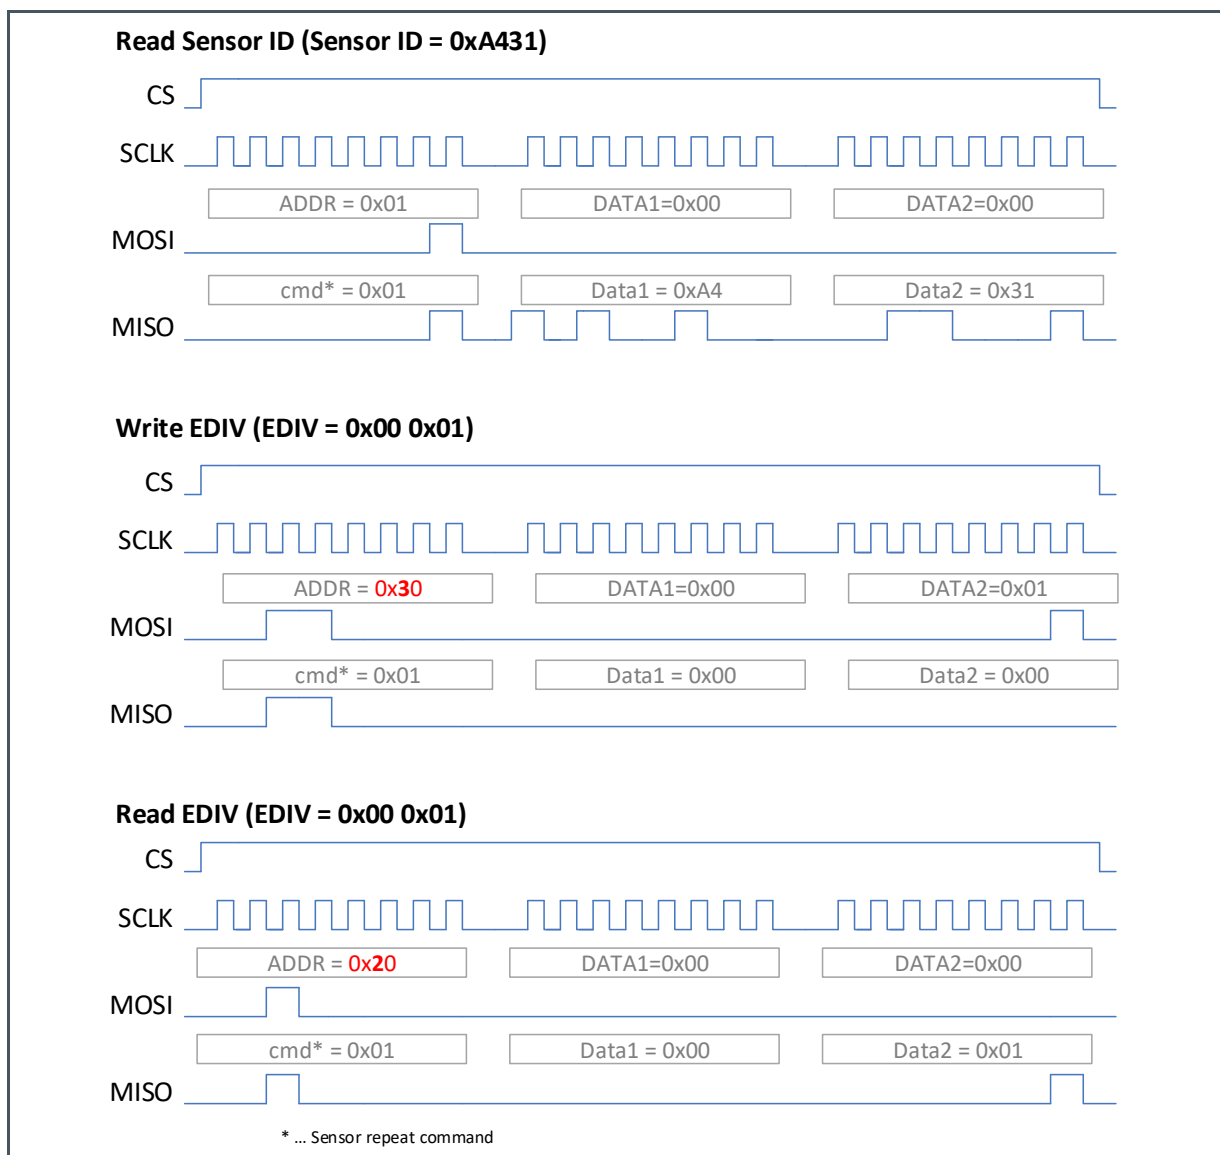 Read Sensor ID (Sensor ID = 0xA431)
CS
SCLK
ADDR = 0x01 DATA1=0x00 DATA2=0x00
MOSI
cmd* = 0x01 Data1 = 0xA4 Data2 = 0x31
MISO
Write EDIV (EDIV = 0x00 0x01)
CS
SCLK
ADDR = 0x30 DATA1=0x00 DATA2=0x01
MOSI
cmd* = 0x01 Data1 = 0x00 Data2 = 0x00
MISO
Read EDIV (EDIV = 0x00 0x01)
CS
SCLK
ADDR = 0x20 DATA1=0x00 DATA2=0x00
MOSI
cmd* = 0x01 Data1 = 0x00 Data2 = 0x01
MISO
* ... Sensor repeat command